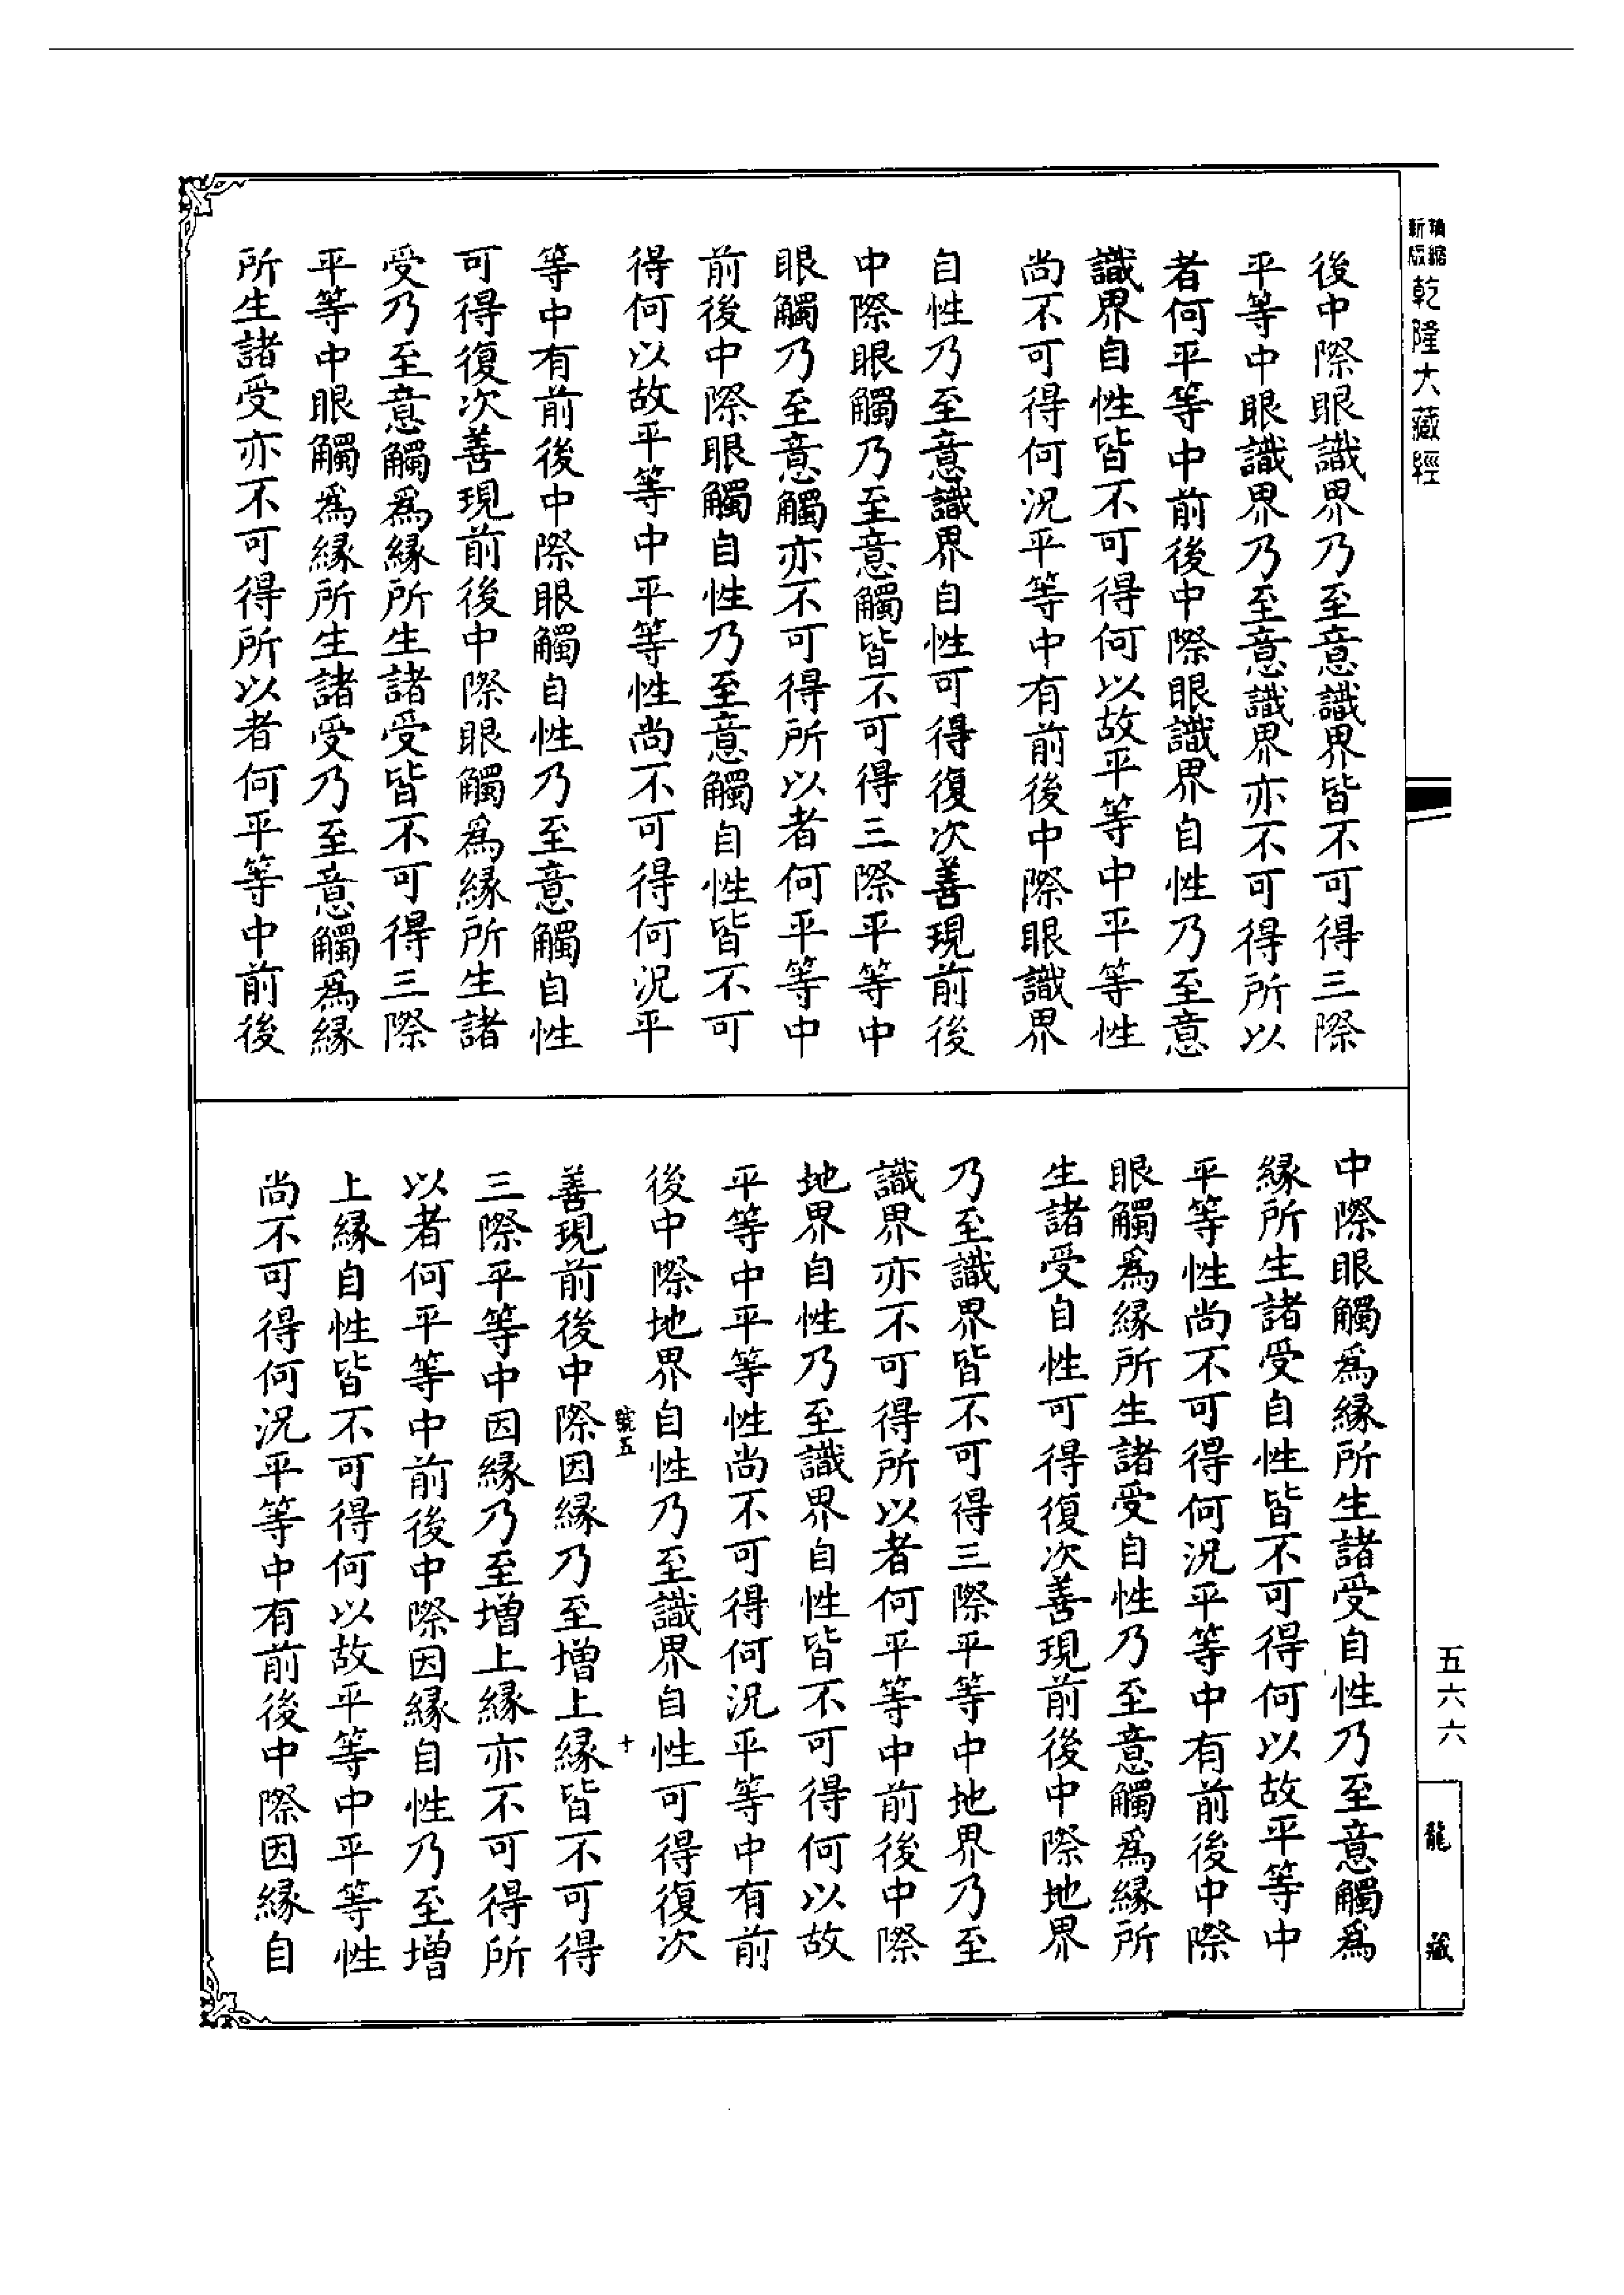 精縮
新版
乾隆大藏經
後中際眼識界乃至意識界皆不可得三際
平等中眼識界乃至意識界亦不可得所以
者何平等中前後中際眼識界自性乃至意
識界自性皆不可得何以故平等中平等性
尚不可得何況平等中有前後中際眼識界
自性乃至意識界自性可得復次善現前後
中際眼觸乃至意觸皆不可得三際平等中
眼觸乃至意觸亦不可得所以者何平等中
前後中際眼觸自性乃至意觸自性皆不可
得何以故平等中平等性尚不可得何況平
等中有前後中際眼觸自性乃至意觸自性
可得復次善現前後中際眼觸爲緣所生諸
受乃至意觸爲緣所生諸受皆不可得三際
平等中眼觸爲緣所生諸受乃至意觸爲緣
所生諸受亦不可得所以者何平等中前後
中際眼觸爲緣所生諸受自性乃至意觸爲
緣所生諸受自性皆不可得何以故平等中
平等性尚不可得何況平等中有前後中際
眼觸爲緣所生諸受自性乃至意觸爲緣所
生諸受自性可得復次善現前後中際地界
乃至識界皆不可得三際平等中地界乃至
識界亦不可得所以者何平等中前後中際
地界自性乃至識界自性皆不可得何以故
平等中平等性尚不可得何況平等中有前
後中際地界自性乃至識界自性可得復次
號五
十
善現前後中際因緣乃至增上緣皆不可得
三際平等中因緣乃至增上緣亦不可得所
以者何平等中前後中際因緣自性乃至增
上緣自性皆不可得何以故平等中平等性
尚不可得何況平等中有前後中際因緣自
五六六
龍藏